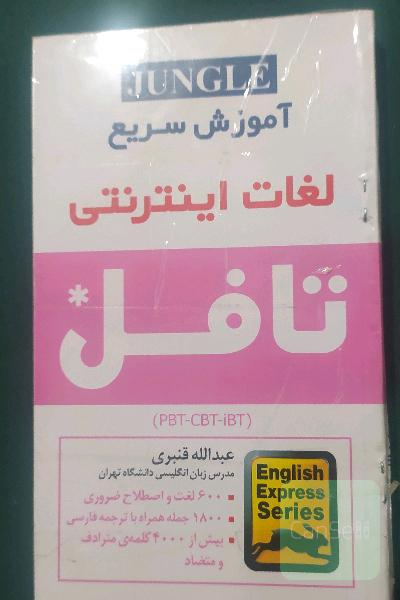 JUNGLE
آموزش سریع
لغات اینترنتی
تافل*
(PBT-CBT-iBT)
عبدالله قنبری
مدرس زبان انگلیسی دانشگاه تهران
▪ ۶۰۰ لغت و اصطلاح ضروری
▪ ۱۸۰۰ جمله همراه با ترجمه فارسی
▪ بیش از ۴۰۰۰ کلمه‌ی مترادف
و متضاد
English
Express
Series